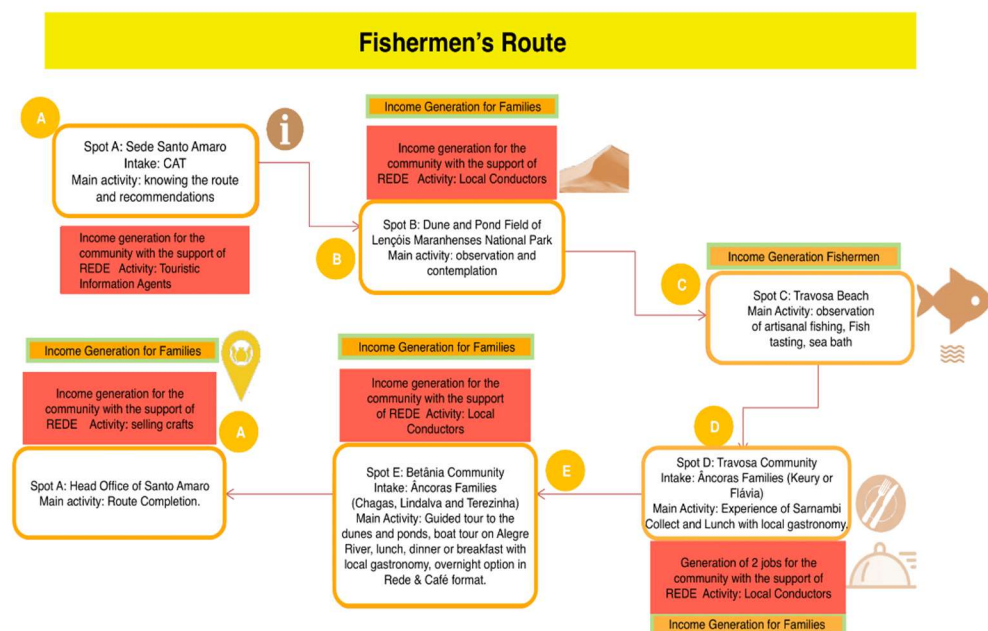 Fishermen's Route
A
Spot A: Sede Santo Amaro
Intake: CAT
Main activity: knowing the route
and recommendations
i
Income generation for the
community with the support of
REDE Activity: Touristic
Information Agents
Income Generation for Families
Income generation for the
community with the support of
REDE Activity: Local Conductors
B
Spot B: Dune and Pond Field of
Lençóis Maranhenses National Park
Main activity: observation and
contemplation
Income Generation Fishermen
C
Spot C: Travosa Beach
Main Activity: observation
of artisanal fishing, Fish
tasting, sea bath
D
Spot D: Travosa Community
Intake: Âncoras Families (Keury or
Flávia)
Main Activity: Experience of Sarnambi
Collect and Lunch with local gastronomy.
Generation of 2 jobs for the
community with the support of
REDE Activity: Local Conductors
Income Generation for Families
Income Generation for Families
Income generation for the
community with the support
of REDE Activity: Local
Conductors
E
Spot E: Betânia Community
Intake: Âncoras Families
(Chagas, Lindalva and Terezinha)
Main Activity: Guided tour to the
dunes and ponds, boat tour on Alegre
River, lunch, dinner or breakfast with
local gastronomy, overnight option in
Rede & Café format.
Income Generation for Families
Income generation for the
community with the support of
REDE Activity: selling crafts
A
Spot A: Head Office of Santo Amaro
Main activity: Route Completion.